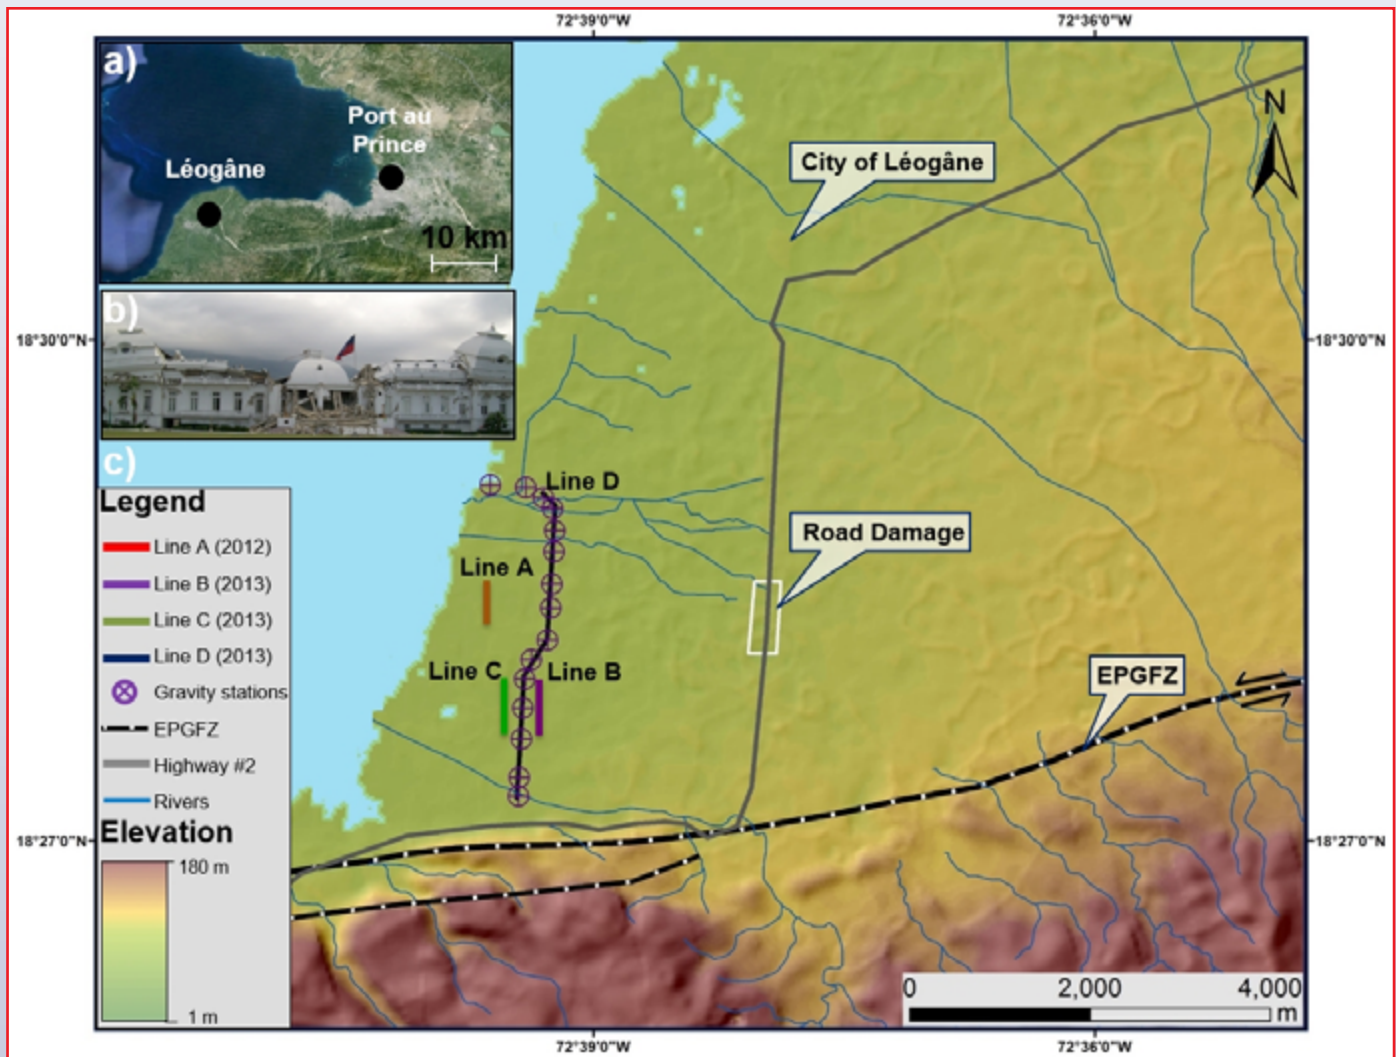 72°39'0"W
72°36'0"W
a)
Port au
Prince
Léogâne
10 km
N
City of Léogâne
b)
18°30'0"N
18°30'0"N
c)
Line D
Line A
Road Damage
Line C
Line B
EPGFZ
Legend
Line A (2012)
Line B (2013)
Line C (2013)
Line D (2013)
Gravity stations
EPGFZ
Highway #2
Rivers
Elevation
180 m
1 m
18°27'0"N
18°27'0"N
0 2,000 4,000
m
72°39'0"W
72°36'0"W